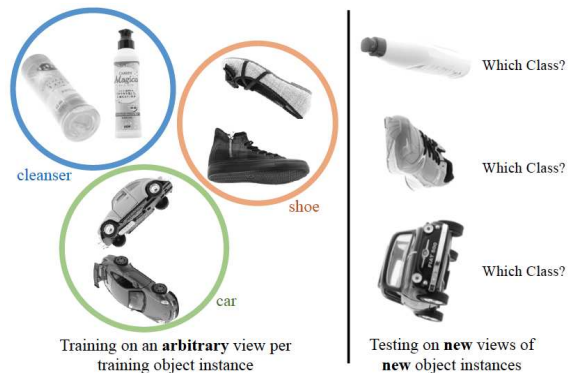 Magica
cleanser
shoe
car
Training on an arbitrary view per
training object instance
Which Class?
Which Class?
Which Class?
Testing on new views of
new object instances